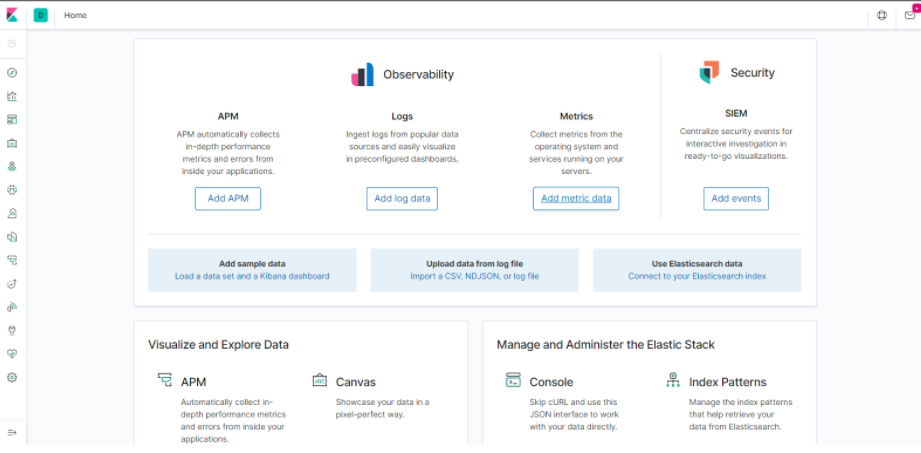 D Home
Observability
Security
APM
APM automatically collects
in-depth performance
metrics and errors from
inside your applications.
Add APM
Logs
Ingest logs from popular data
sources and easily visualize
in preconfigured dashboards.
Add log data
Metrics
Collect metrics from the
operating system and
services running on your
servers.
Add metric data
SIEM
Centralize security events for
interactive investigation in
ready-to-go visualizations.
Add events
Add sample data
Load a data set and a Kibana dashboard
Upload data from log file
Import a CSV, NDJSON, or log file
Use Elasticsearch data
Connect to your Elasticsearch index
Visualize and Explore Data
APM
Automatically collect in-
depth performance metrics
and errors from inside your
applications.
Canvas
Showcase your data in a
pixel-perfect way.
Manage and Administer the Elastic Stack
Console
Skip cURL and use this
JSON interface to work
with your data directly.
Index Patterns
Manage the index patterns
that help retrieve your
data from Elasticsearch.